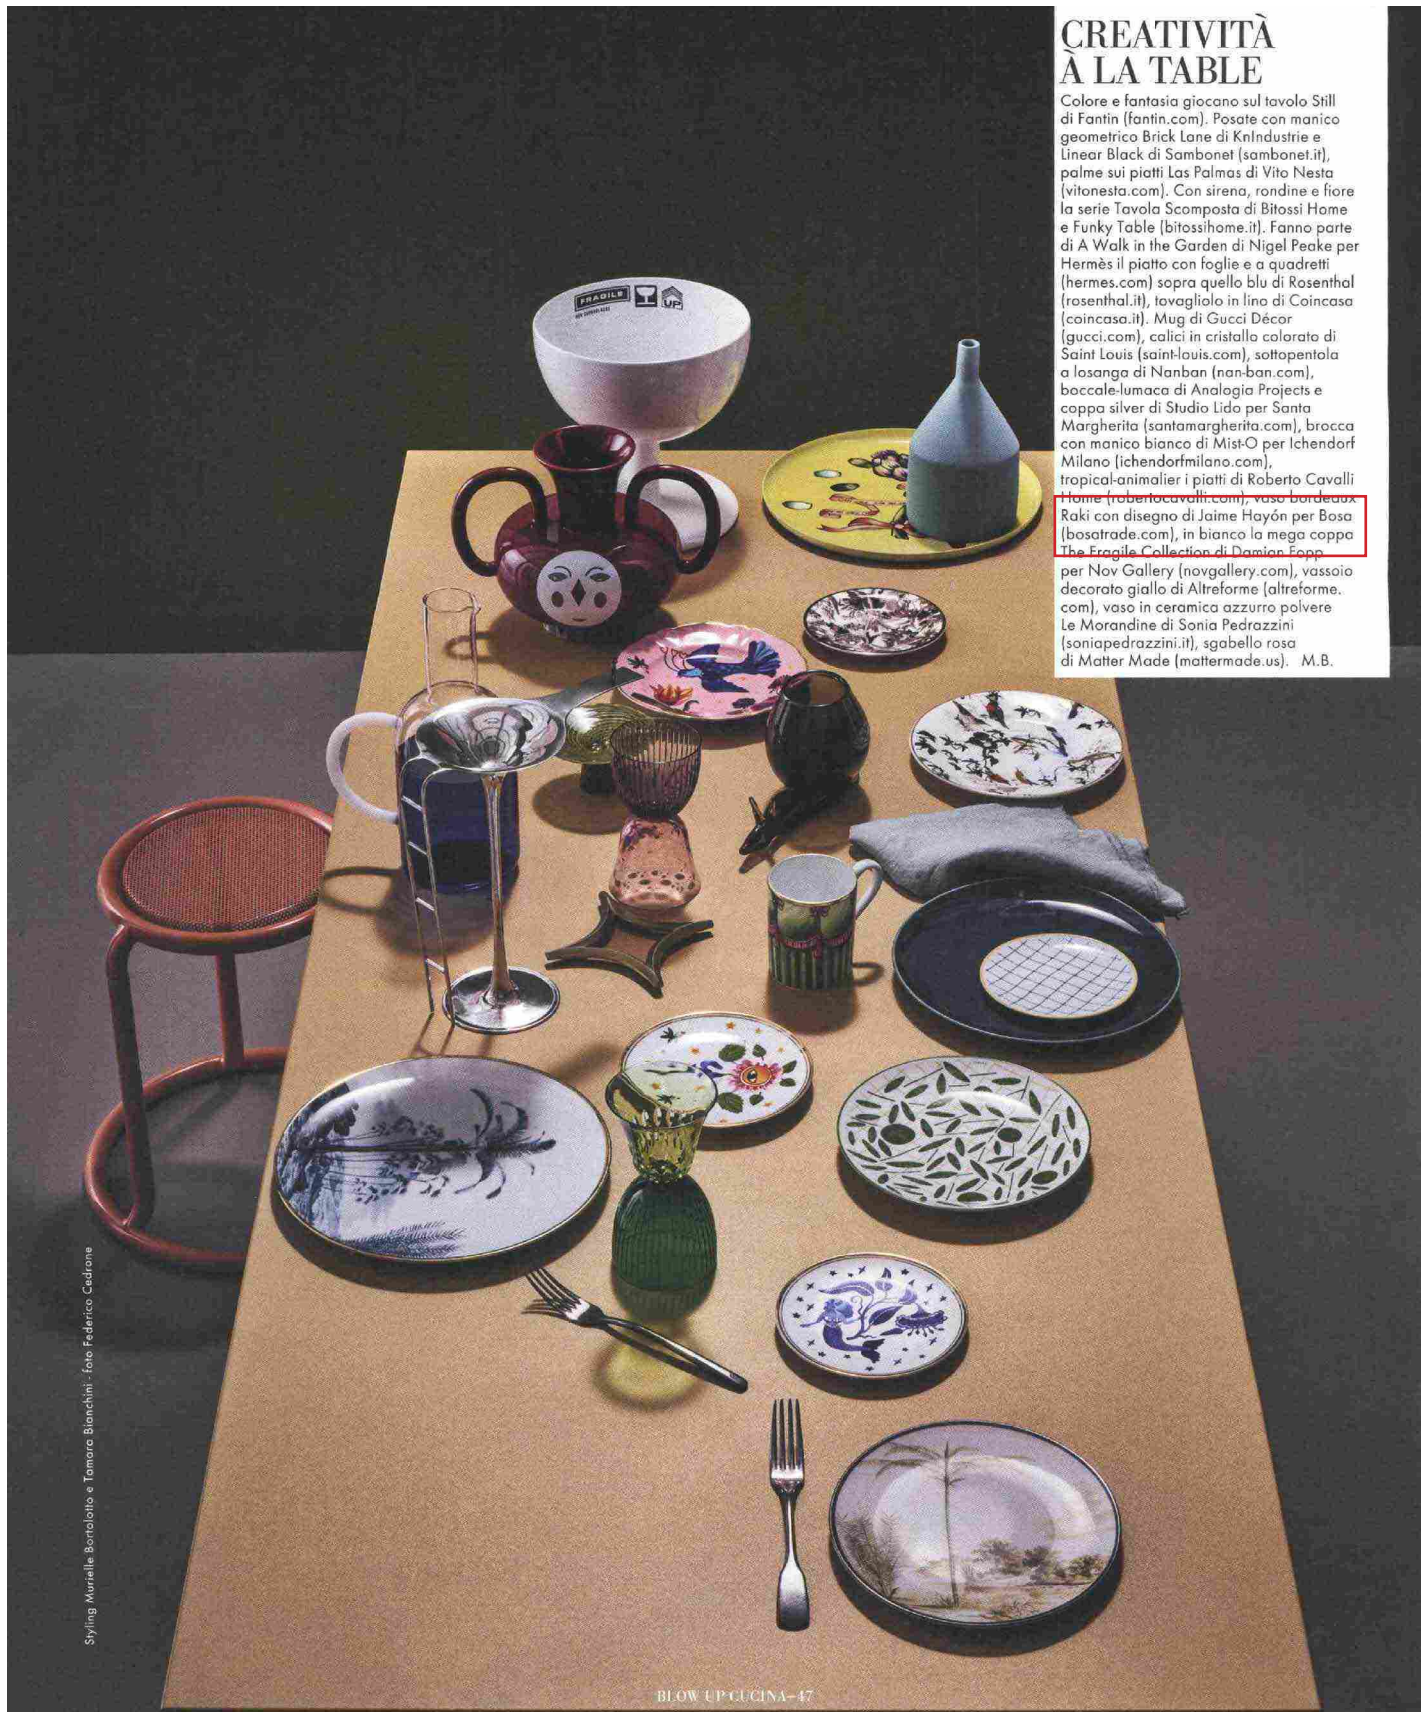 CREATIVITÀ
À LA TABLE
Colore e fantasia giocano sul tavolo Still
di Fantin (fantin.com). Posate con manico
geometrico Brick Lane di KnIndustrie e
Linear Black di Sambonet (sambonet.it),
palme sui piatti Las Palmas di Vito Nesta
(vitonesta.com). Con sirena, rondine e fiore
la serie Tavola Scomposta di Bitossi Home
e Funky Table (bitossihome.it). Fanno parte
di A Walk in the Garden di Nigel Peake per
Hermès il piatto con foglie e a quadretti
(hermes.com) sopra quello blu di Rosenthal
(rosenthal.it), tovagliolo in lino di Coincasa
(coincasa.it). Mug di Gucci Décor
(gucci.com), calici in cristallo colorato di
Saint Louis (saint-louis.com), sottopentola
a losanga di Nanban (nan-ban.com),
boccale-lumaca di Analogia Projects e
coppa silver di Studio Lido per Santa
Margherita (santamargherita.com), brocca
con manico bianco di Mist-O per Ichendorf
Milano (ichendorfmilano.com),
tropical-animalier i piatti di Roberto Cavalli
Home (robertocavalli.com), vaso bordeaux
Raki con disegno di Jaime Hayón per Bosa
(bosatrade.com), in bianco la mega coppa
The Fragile Collection di Damian Fopp
per Nov Gallery (novgallery.com), vassoio
decorato giallo di Altreforme (altreforme.
com), vaso in ceramica azzurro polvere
Le Morandine di Sonia Pedrazzini
(soniapedrazzini.it), sgabello rosa
di Matter Made (mattermade.us). M.B.
FRAGILE
UP
Styling Murielle Bortolotto e Tamara Bianchini - foto Federico Cedrone
BLOW UP CUCINA–47